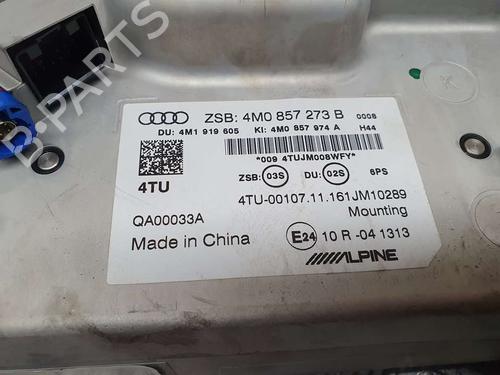 B-PARTS
ZSB: 4M0 857 273 B 0008
DU: 4M1 919 605 KI: 4M0 857 974 A H44
*009 4TUJM008WFY*
4TU
ZSB: 03S DU: 02S 6PS
4TU-00107.11.161JM10289
QA00033A
Mounting
Made in China
E24 10 R -04 1313
ALPINE